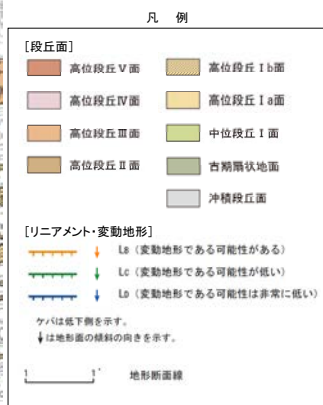 凡 例
[段丘面]
高位段丘Ⅴ面
高位段丘Ⅳ面
高位段丘Ⅲ面
高位段丘Ⅱ面
高位段丘Ⅰb面
高位段丘Ⅰa面
中位段丘Ⅰ面
古期扇状地面
沖積段丘面
[リニアメント・変動地形]
LB (変動地形である可能性がある)
LC (変動地形である可能性が低い)
LD (変動地形である可能性は非常に低い)
ケバは低下側を示す。
↓は地形面の傾斜の向きを示す。
1 1' 地形断面線